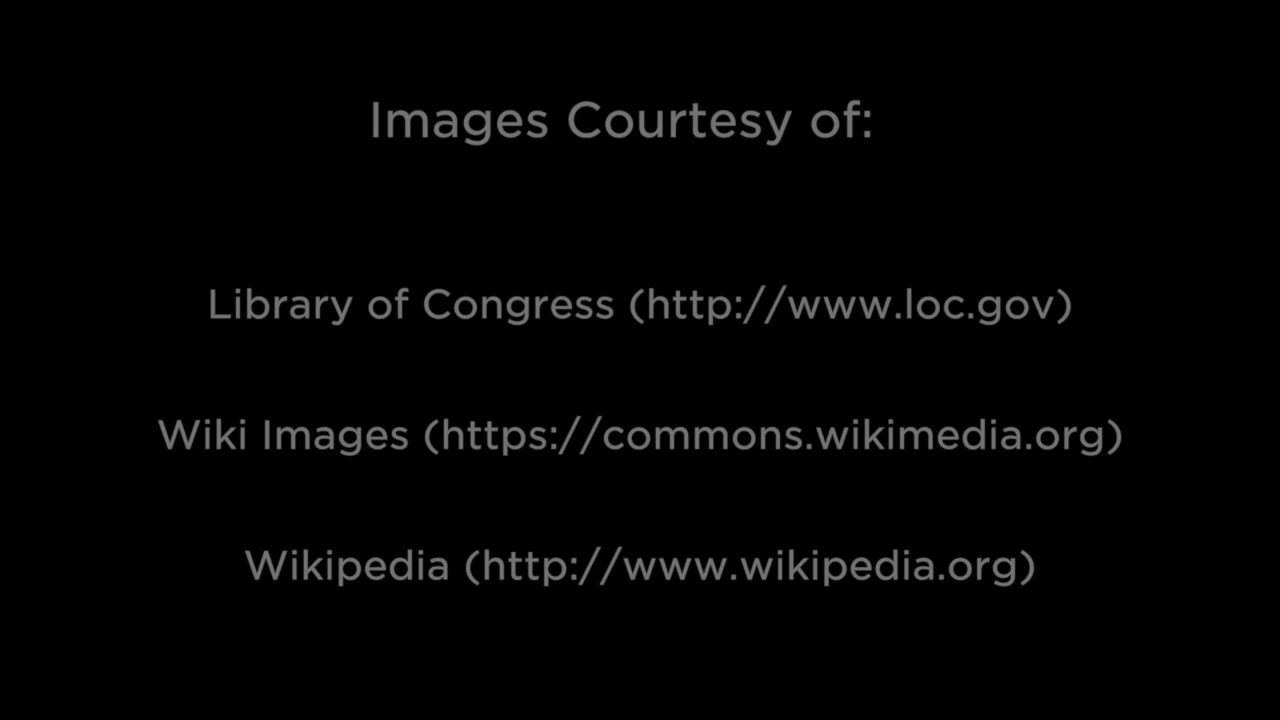 Images Courtesy of:
Library of Congress (http://www.loc.gov)
Wiki Images (https://commons.wikimedia.org)
Wikipedia (http://www.wikipedia.org)